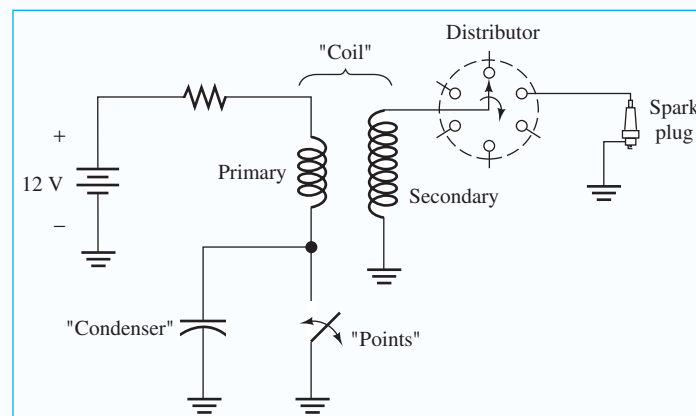 Distributor
"Coil"
Spark
plug
+
12 V
−
Primary
Secondary
"Condenser"
"Points"